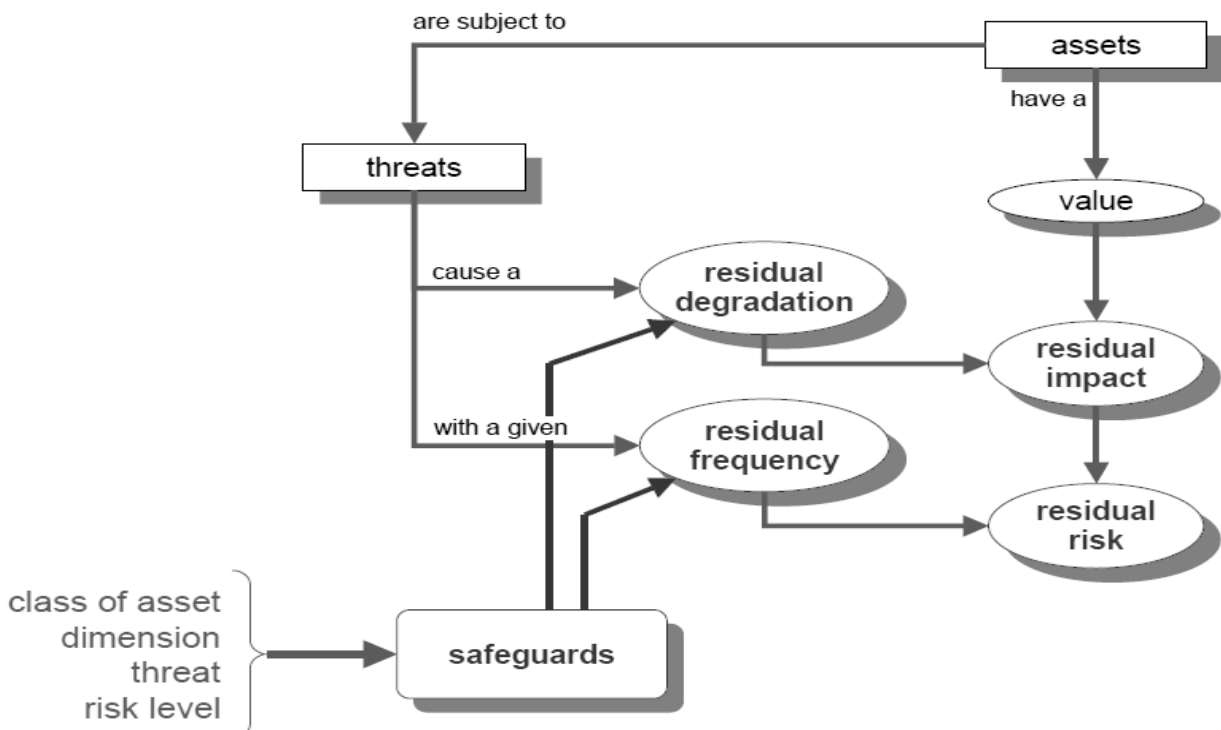 are subject to
assets
have a
threats
value
cause a
residual
degradation
residual
impact
with a given
residual
frequency
residual
risk
class of asset
dimension
threat
risk level
safeguards